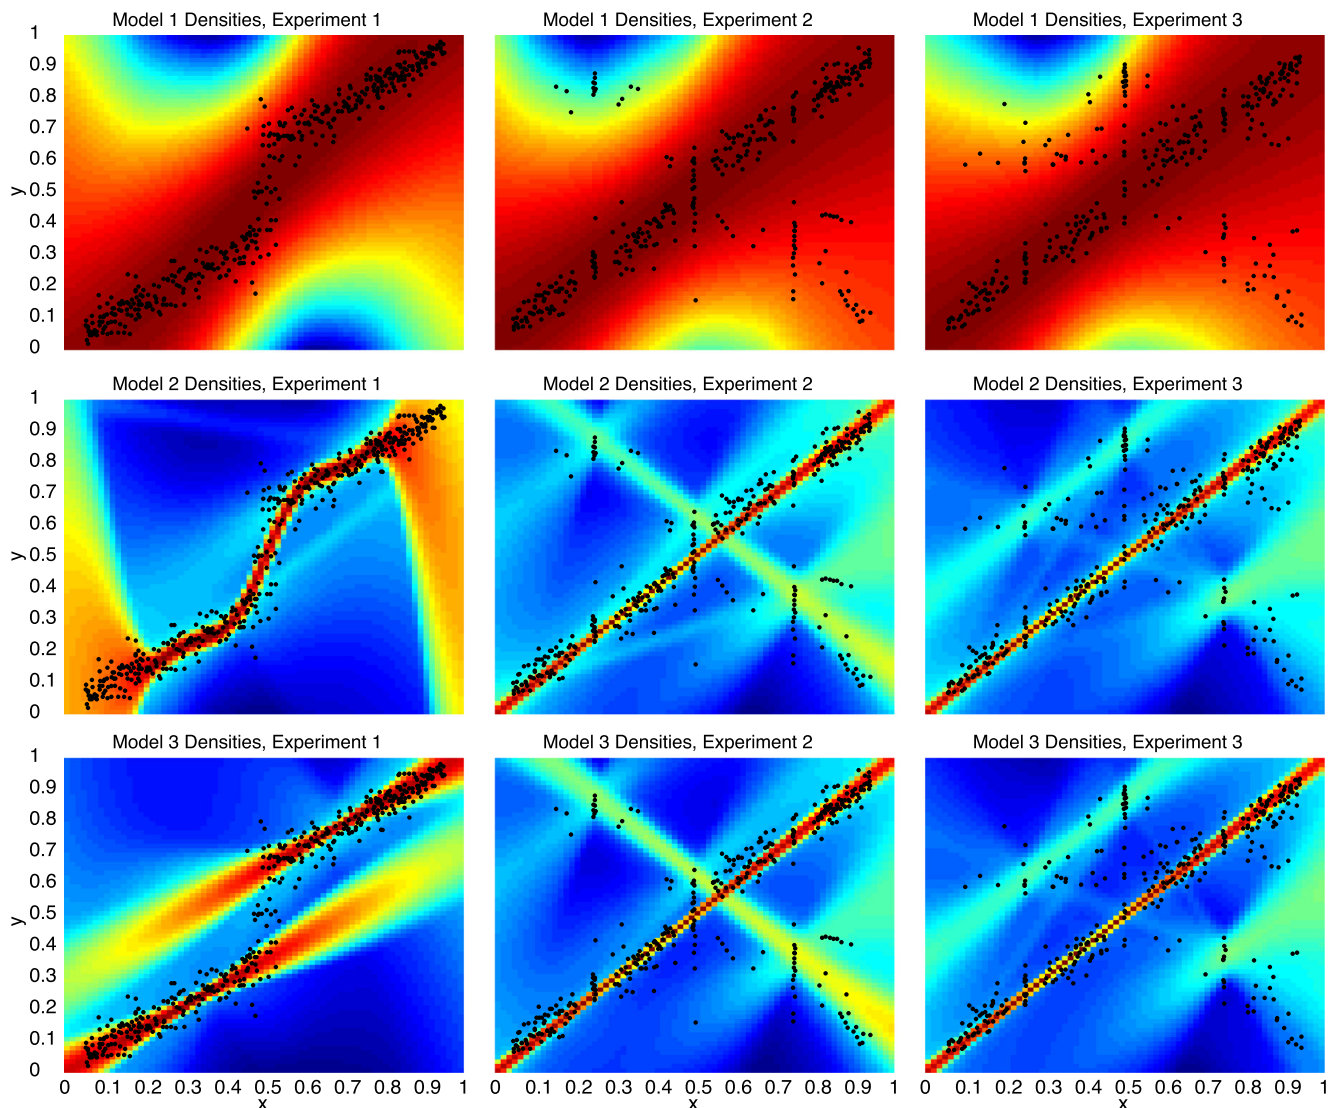 Model 1 Densities, Experiment 1
Model 1 Densities, Experiment 2
Model 1 Densities, Experiment 3
1
0.9
0.8
0.7
0.6
0.5
0.4
0.3
0.2
0.1
0
y
Model 2 Densities, Experiment 1
Model 2 Densities, Experiment 2
Model 2 Densities, Experiment 3
1
0.9
0.8
0.7
0.6
0.5
0.4
0.3
0.2
0.1
0
y
Model 3 Densities, Experiment 1
Model 3 Densities, Experiment 2
Model 3 Densities, Experiment 3
1
0.9
0.8
0.7
0.6
0.5
0.4
0.3
0.2
0.1
0
y
0 0.1 0.2 0.3 0.4 0.5 0.6 0.7 0.8 0.9 1
0 0.1 0.2 0.3 0.4 0.5 0.6 0.7 0.8 0.9 1
0 0.1 0.2 0.3 0.4 0.5 0.6 0.7 0.8 0.9 1
x
x
x